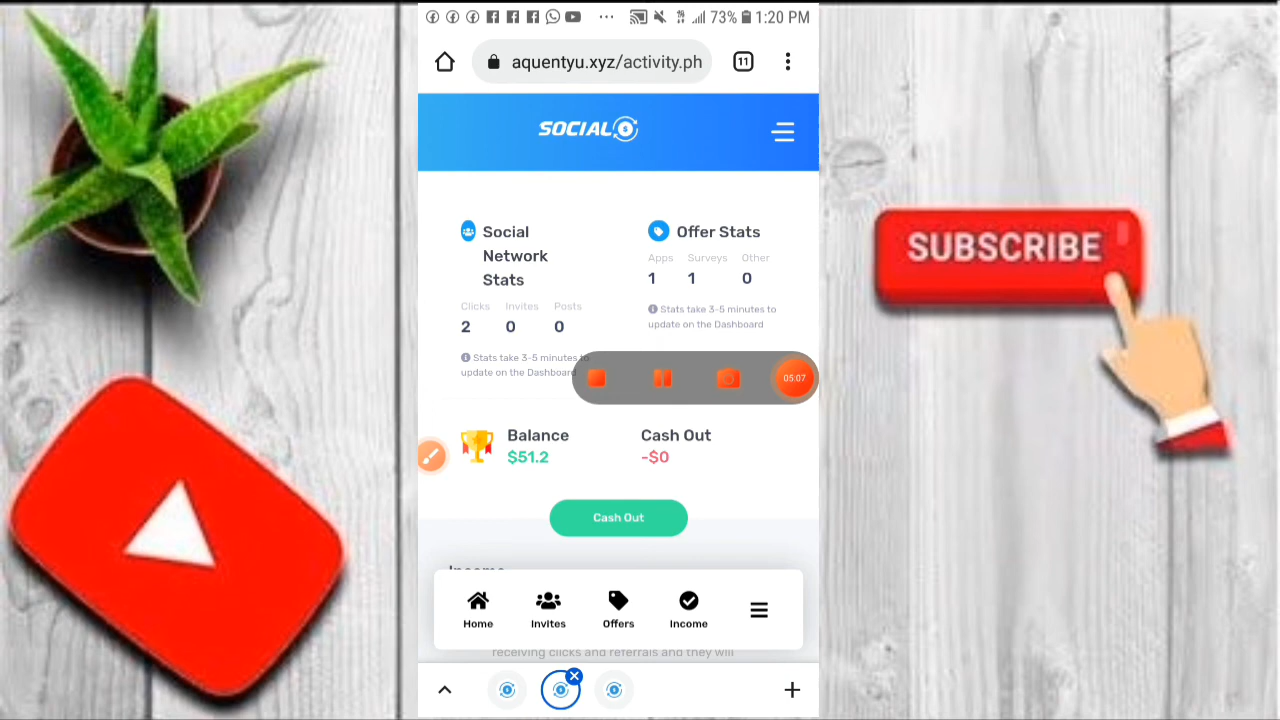 73% 1:20 PM
aquentyu.xyz/activity.ph
11
SOCIAL
Social
Network
Stats
Clicks Invites Posts
2 0 0
Stats take 3-5 minutes to
update on the Dashboard
Offer Stats
Apps Surveys Other
1 1 0
Stats take 3-5 minutes to
update on the Dashboard
05:07
Balance
$51.2
Cash Out
-$0
Cash Out
Income
Home Invites Offers Income
receiving clicks and referrals and they will
SUBSCRIBE